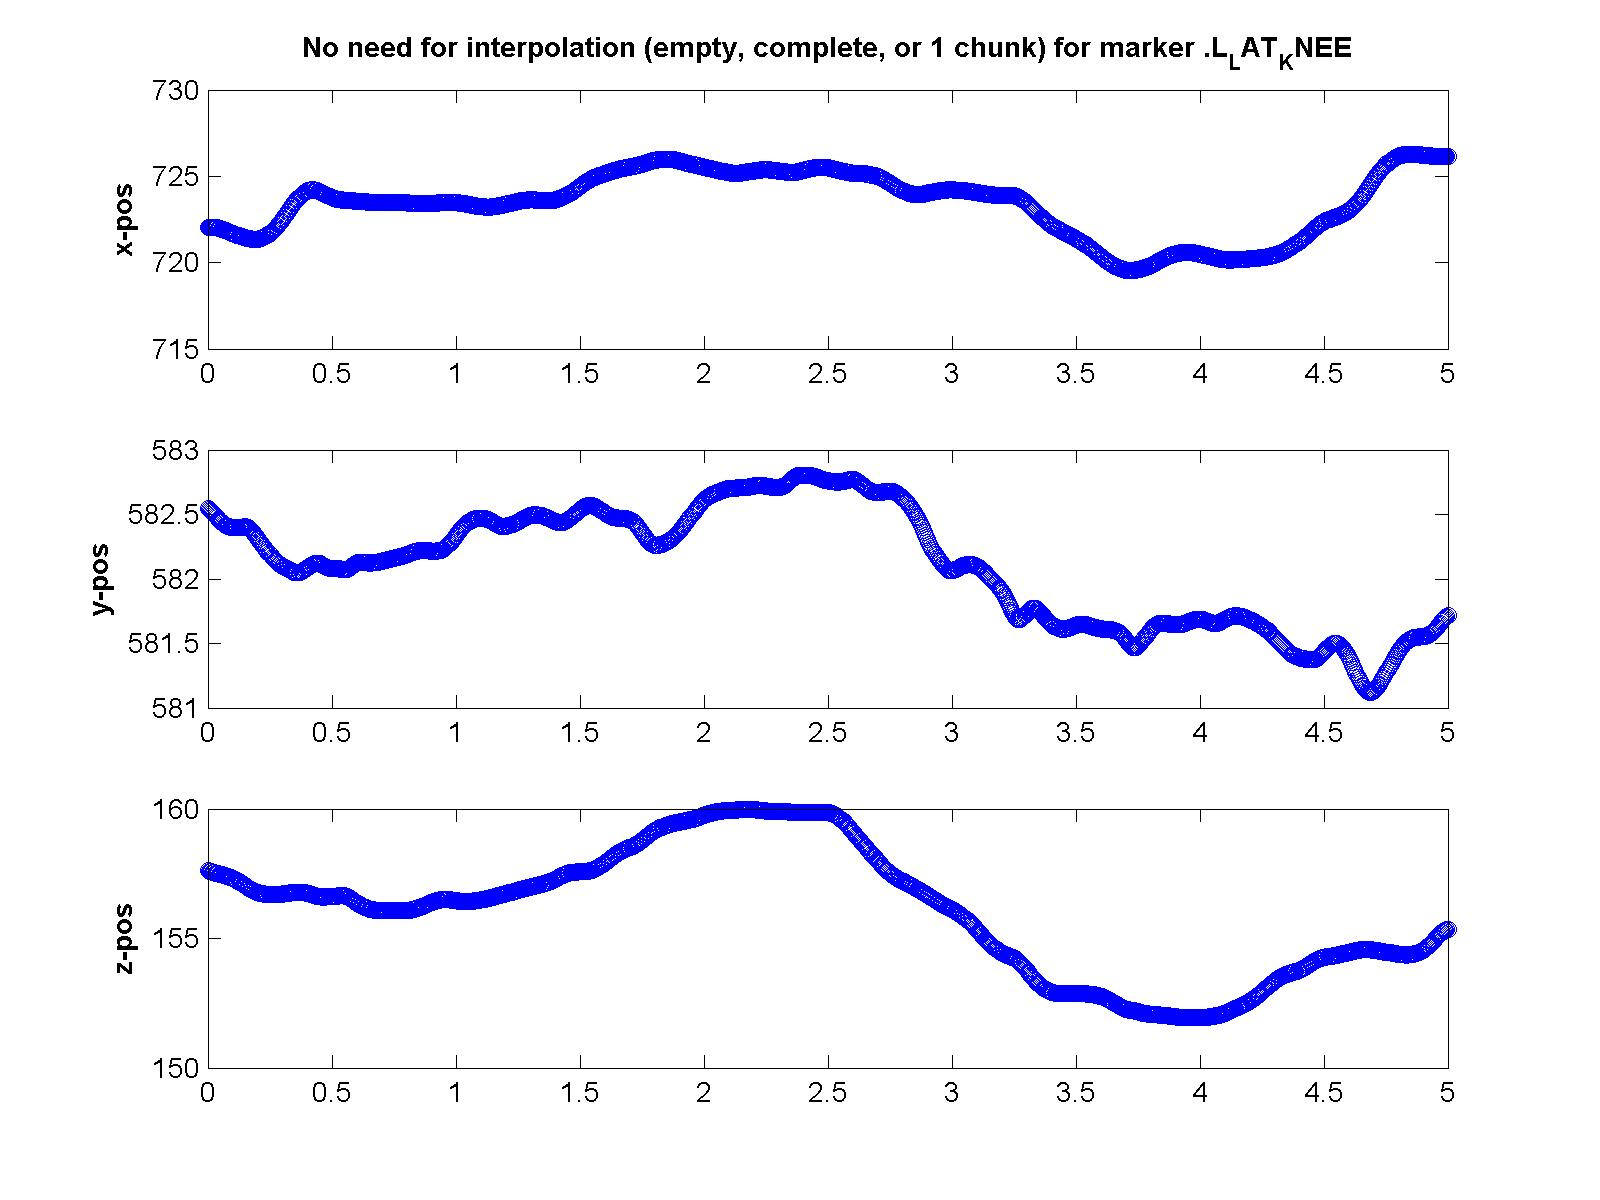 No need for interpolation (empty, complete, or 1 chunk) for marker .L_LAT_KNEE
730
725
720
715
x-pos
0 0.5 1 1.5 2 2.5 3 3.5 4 4.5 5
583
582.5
582
581.5
581
y-pos
0 0.5 1 1.5 2 2.5 3 3.5 4 4.5 5
160
155
150
z-pos
0 0.5 1 1.5 2 2.5 3 3.5 4 4.5 5